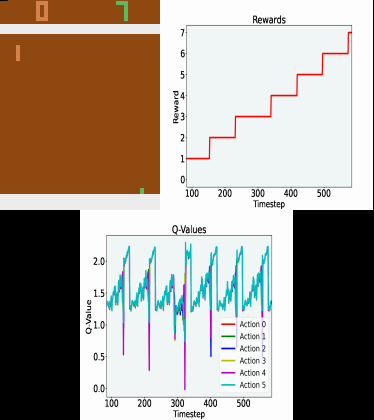 0 7
Rewards
7
6
5
4
3
2
1
0
Reward
100 200 300 400 500
Timestep
Q-Values
2.0
1.5
1.0
0.5
0.0
Q-Value
Action 0
Action 1
Action 2
Action 3
Action 4
Action 5
100 200 300 400 500
Timestep